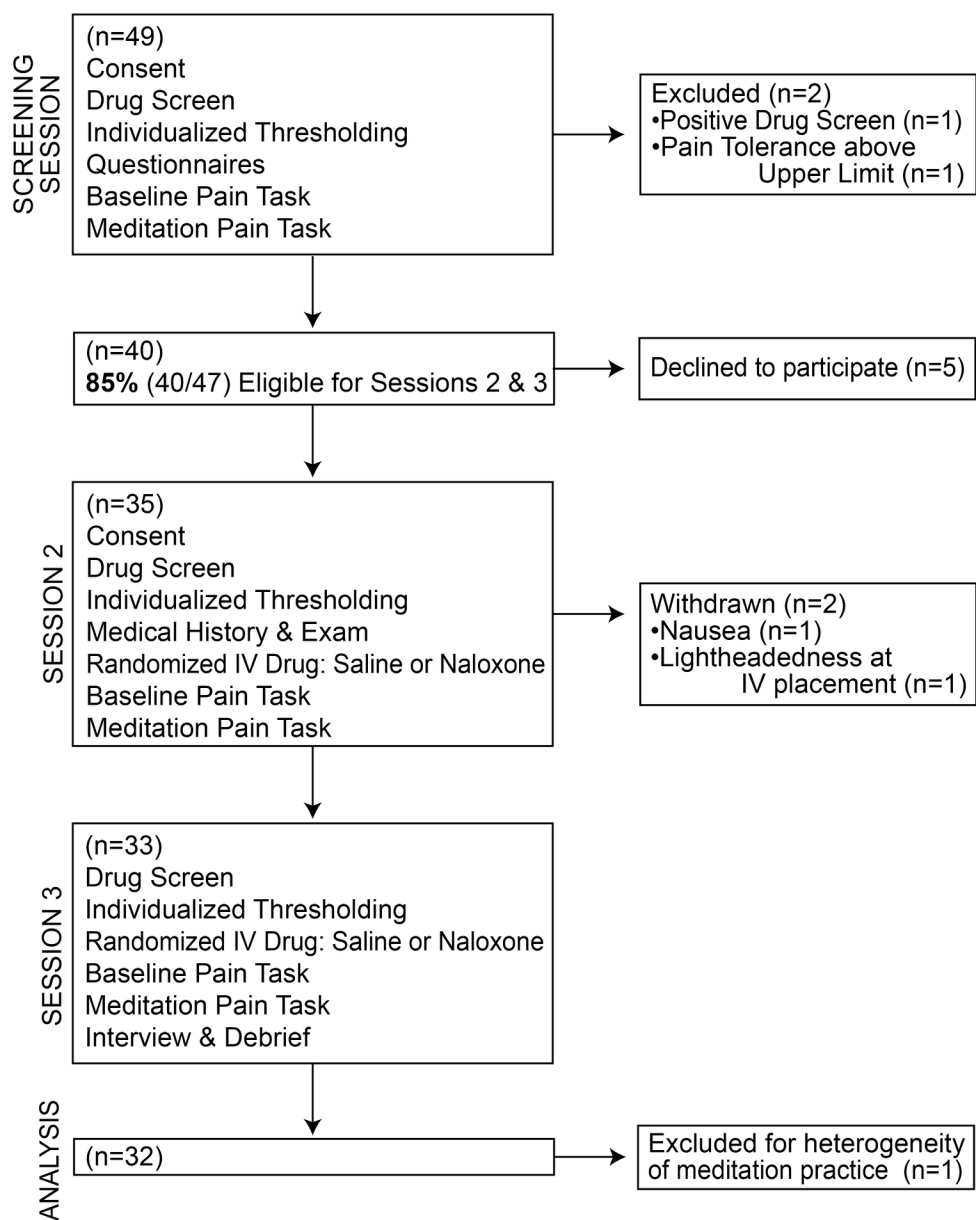 SCREENING
SESSION
(n=49)
Consent
Drug Screen
Individualized Thresholding
Questionnaires
Baseline Pain Task
Meditation Pain Task
Excluded (n=2)
•Positive Drug Screen (n=1)
•Pain Tolerance above
Upper Limit (n=1)
(n=40)
85% (40/47) Eligible for Sessions 2 & 3
Declined to participate (n=5)
SESSION 2
(n=35)
Consent
Drug Screen
Individualized Thresholding
Medical History & Exam
Randomized IV Drug: Saline or Naloxone
Baseline Pain Task
Meditation Pain Task
Withdrawn (n=2)
•Nausea (n=1)
•Lightheadedness at
IV placement (n=1)
SESSION 3
(n=33)
Drug Screen
Individualized Thresholding
Randomized IV Drug: Saline or Naloxone
Baseline Pain Task
Meditation Pain Task
Interview & Debrief
ANALYSIS
(n=32)
Excluded for heterogeneity
of meditation practice (n=1)